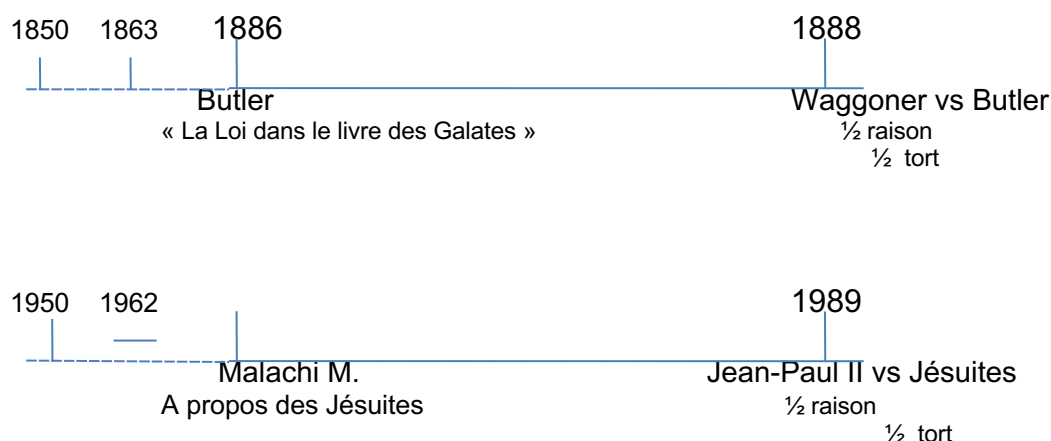 1850 1863 1886 1888
Butler Waggoner vs Butler
« La Loi dans le livre des Galates » ½ raison
½ tort
1950 1962 1989
Malachi M. Jean-Paul II vs Jésuites
A propos des Jésuites ½ raison
½ tort